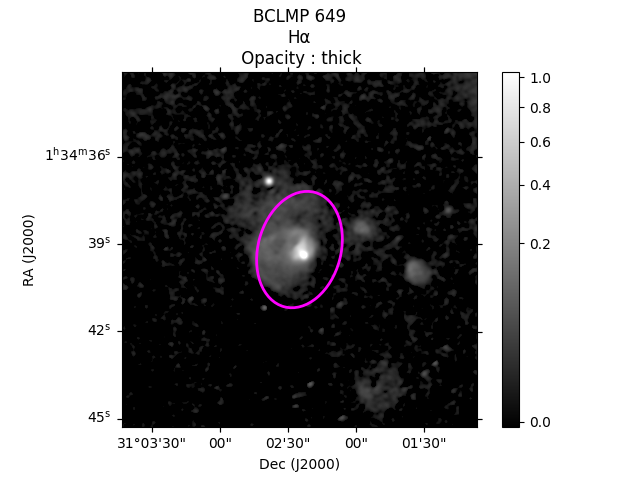 BCLMP 649
Hα
Opacity : thick
1.0
0.8
0.6
0.4
0.2
0.0
RA (J2000)
1ʰ34ᵐ36ˢ
39ˢ
42ˢ
45ˢ
31°03'30" 00" 02'30" 00" 01'30"
Dec (J2000)